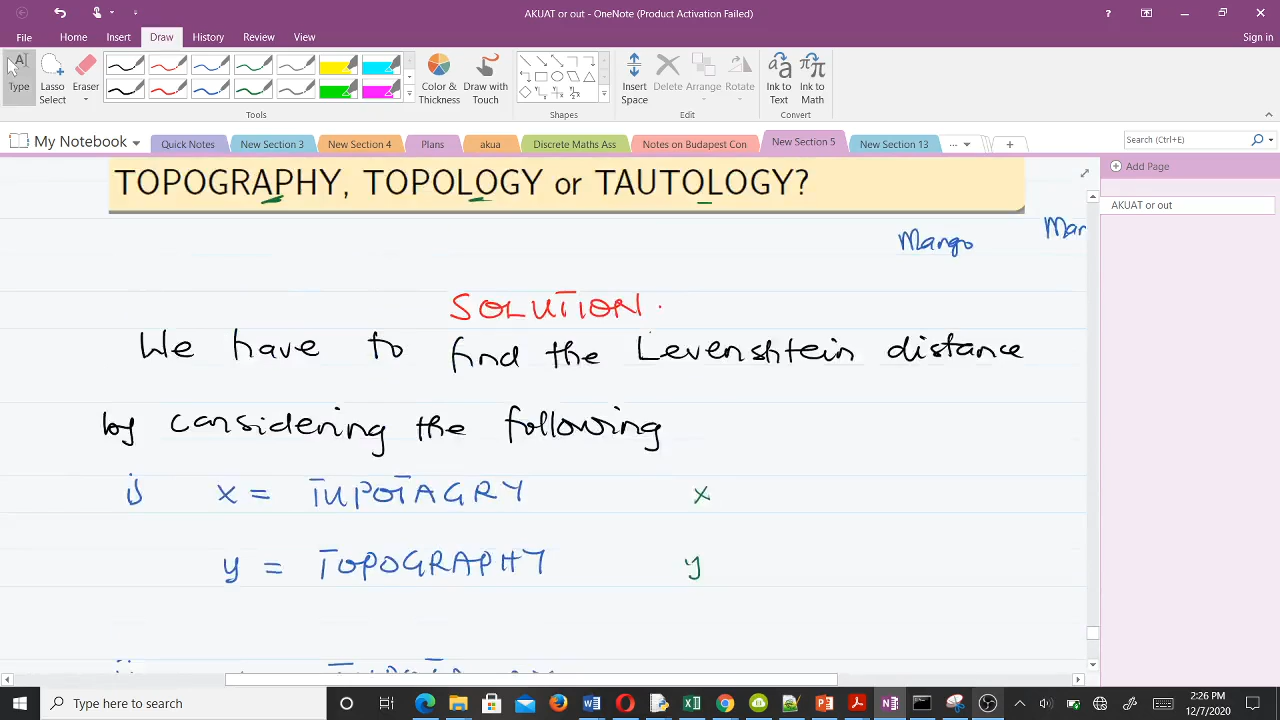 AKUAT or out - OneNote (Product Activation Failed)
Sign in
File Home Insert Draw History Review View
Type Lasso Select Eraser Color & Thickness Draw with Touch Insert Space Delete Arrange Rotate Ink to Text Ink to Math
Tools Shapes Edit Convert
My Notebook Quick Notes New Section 3 New Section 4 Plans akua Discrete Maths Ass Notes on Budapest Con New Section 5 New Section 13 ... + Search (Ctrl+E)
Add Page
AKUAT or out
TOPOGRAPHY, TOPOLOGY or TAUTOLOGY?
Mango Man
SOLUTION.
We have to find the Levenshtein distance
by considering the following
i) x = TUPOTAGRY x
y = TOPOGRAPHY y
Type here to search
2:26 PM
12/7/2020